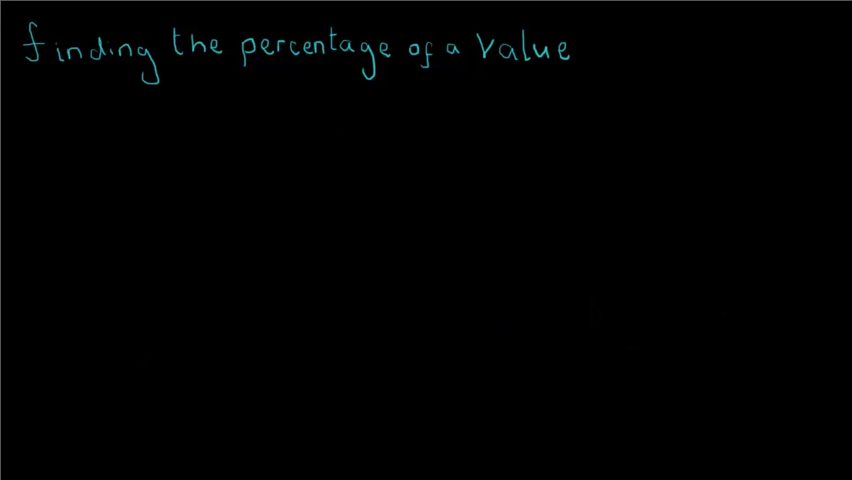 finding the percentage of a value